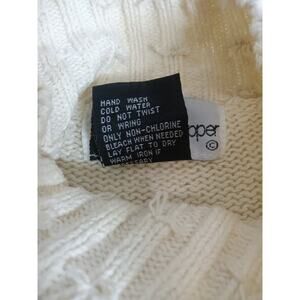 HAND WASH
COLD WATER
DO NOT TWIST
OR WRING
ONLY NON-CHLORINE
BLEACH WHEN NEEDED
LAY FLAT TO DRY
WARM IRON IF
pper
©